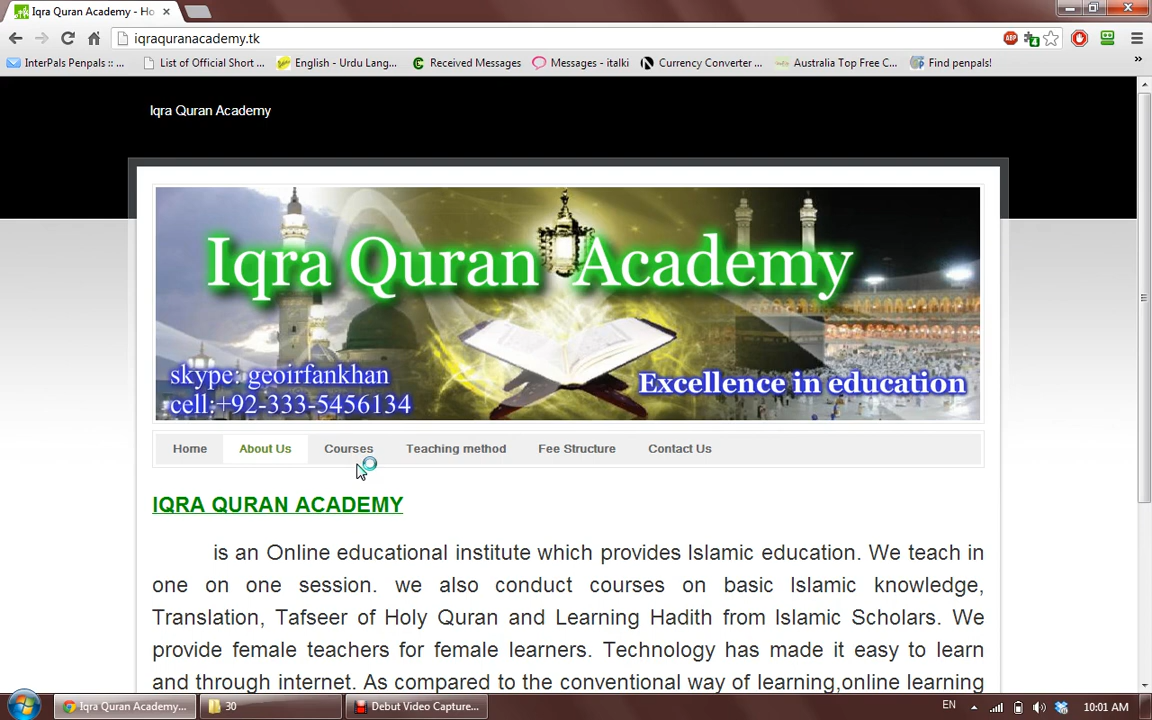 Iqra Quran Academy - Ho
iqraquranacademy.tk
ABP
4
InterPals Penpals :: ...
List of Official Short ...
English - Urdu Lang...
Received Messages
Messages - italki
Currency Converter ...
Australia Top Free C...
Find penpals!
»
Iqra Quran Academy
Iqra Quran Academy
skype: geoirfankhan
cell:+92-333-5456134
Excellence in education
Home
About Us
Courses
Teaching method
Fee Structure
Contact Us
IQRA QURAN ACADEMY
is an Online educational institute which provides Islamic education. We teach in
one on one session. we also conduct courses on basic Islamic knowledge,
Translation, Tafseer of Holy Quran and Learning Hadith from Islamic Scholars. We
provide female teachers for female learners. Technology has made it easy to learn
and through internet. As compared to the conventional way of learning,online learning
Iqra Quran Academy...
30
Debut Video Capture...
EN
10:01 AM